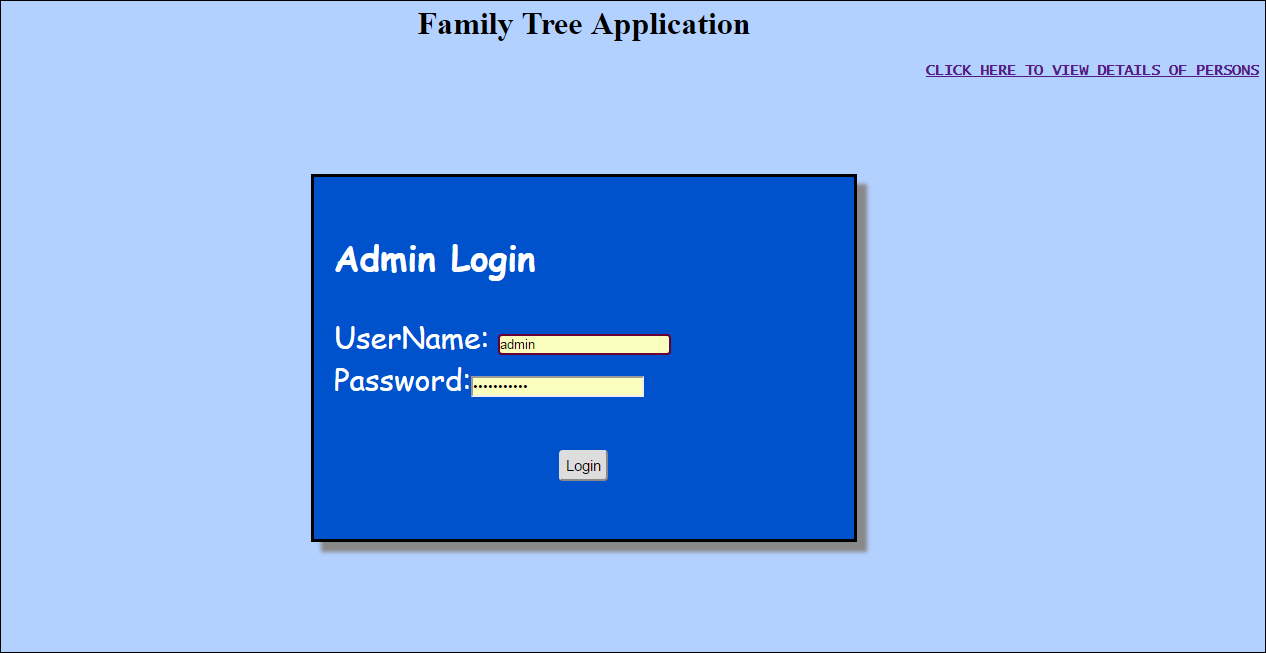 Family Tree Application
CLICK HERE TO VIEW DETAILS OF PERSONS
Admin Login
UserName: admin
Password:•••••••••••
Login